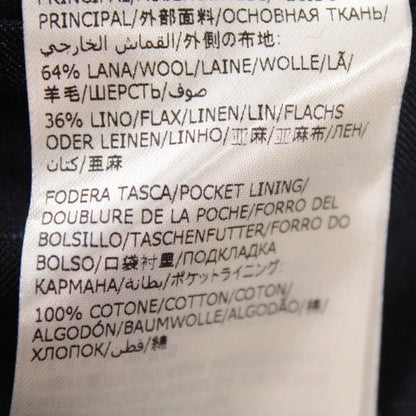 PRINCIPAL/外部面料/ОСНОВНАЯ ТКАНЬ/
القماش الخارجي/外側の布地:
64% LANA/WOOL/LAINE/WOLLE/LÃ/
羊毛/ШЕРСТЬ/صوف/
36% LINO/FLAX/LINEN/LIN/FLACHS
ODER LEINEN/LINHO/亚麻/亚麻布/ЛЕН/
كتان/亜麻
FODERA TASCA/POCKET LINING/
DOUBLURE DE LA POCHE/FORRO DEL
BOLSILLO/TASCHENFUTTER/FORRO DO
BOLSO/口袋衬里/ПОДКЛАДКА
КАРМАНА/بطانة/ポケットライニング:
100% COTONE/COTTON/COTON/
ALGODÓN/BAUMWOLLE/ALGODÃO/棉/
ХЛОПОК/قطن/綿